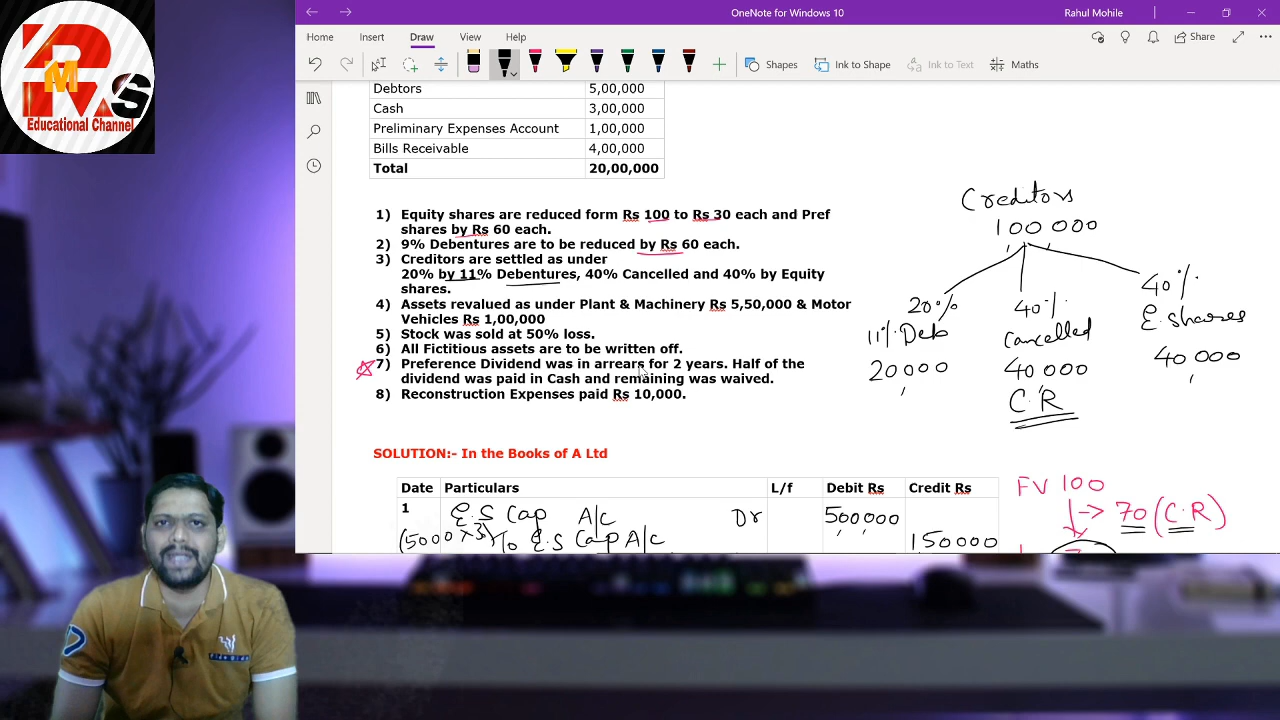 OneNote for Windows 10
Rahul Mohile
Home Insert Draw View Help
Share
Shapes Ink to Shape Ink to Text Maths
R
M
S
Educational Channel
Debtors 5,00,000
Cash 3,00,000
Preliminary Expenses Account 1,00,000
Bills Receivable 4,00,000
Total 20,00,000
1) Equity shares are reduced form Rs 100 to Rs 30 each and Pref
shares by Rs 60 each.
2) 9% Debentures are to be reduced by Rs 60 each.
3) Creditors are settled as under
20% by 11% Debentures, 40% Cancelled and 40% by Equity
shares.
4) Assets revalued as under Plant & Machinery Rs 5,50,000 & Motor
Vehicles Rs 1,00,000
5) Stock was sold at 50% loss.
6) All Fictitious assets are to be written off.
7) Preference Dividend was in arrears for 2 years. Half of the
dividend was paid in Cash and remaining was waived.
8) Reconstruction Expenses paid Rs 10,000.
Creditors
100 000
20% 40% 40%
11% Deb Cancelled E.shares
20000 40000 40000
C.R
SOLUTION:- In the Books of A Ltd
Date Particulars L/f Debit Rs Credit Rs
1 E.S Cap A/c Dr 500000
To E.S Cap A/c 150000
FV 100
70 (C.R)